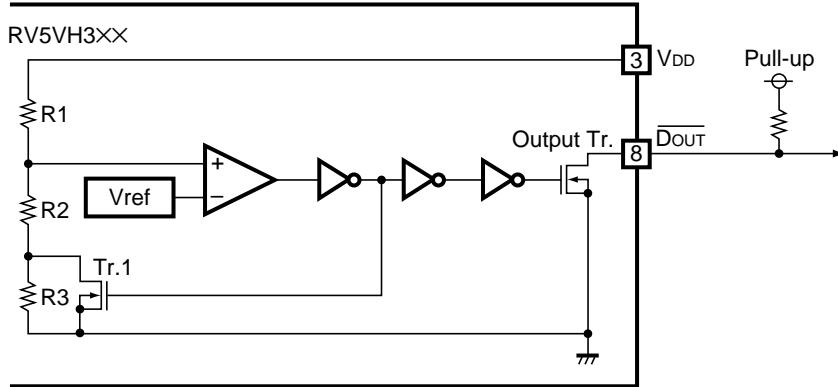 RV5VH3××
3 VDD
Pull-up
R1
Output Tr.
8 DOUT
+
−
Vref
R2
Tr.1
R3